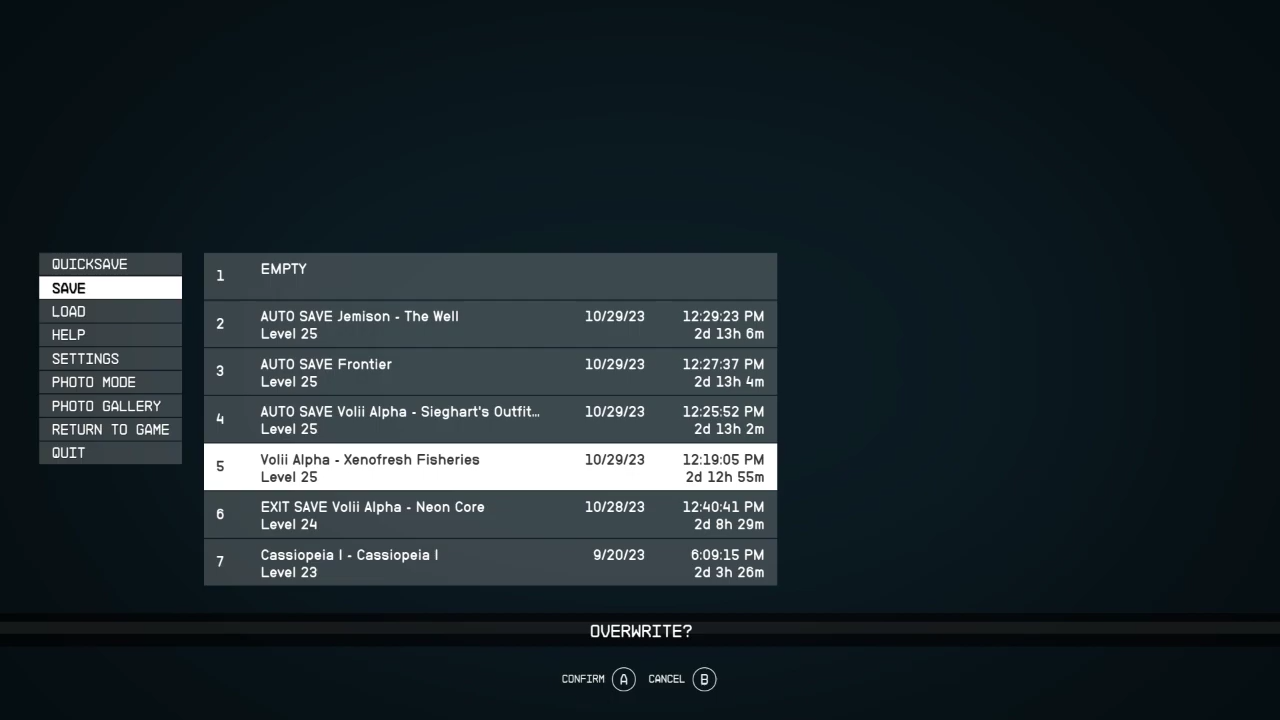 QUICKSAVE
SAVE
LOAD
HELP
SETTINGS
PHOTO MODE
PHOTO GALLERY
RETURN TO GAME
QUIT
1 EMPTY
2 AUTO SAVE Jemison - The Well 10/29/23 12:29:23 PM
Level 25 2d 13h 6m
3 AUTO SAVE Frontier 10/29/23 12:27:37 PM
Level 25 2d 13h 4m
4 AUTO SAVE Volii Alpha - Sieghart's Outfit... 10/29/23 12:25:52 PM
Level 25 2d 13h 2m
5 Volii Alpha - Xenofresh Fisheries 10/29/23 12:19:05 PM
Level 25 2d 12h 55m
6 EXIT SAVE Volii Alpha - Neon Core 10/28/23 12:40:41 PM
Level 24 2d 8h 29m
7 Cassiopeia I - Cassiopeia I 9/20/23 6:09:15 PM
Level 23 2d 3h 26m
OVERWRITE?
CONFIRM A CANCEL B